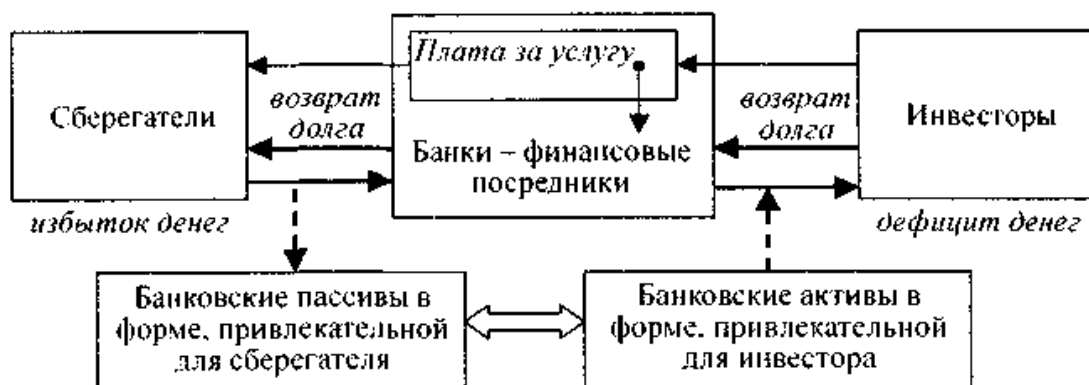 Плата за услугу
Сберегатели
возврат
долга
Банки – финансовые
посредники
возврат
долга
Инвесторы
избыток денег
дефицит денег
Банковские пассивы в
форме, привлекательной
для сберегателя
Банковские активы в
форме, привлекательной
для инвестора